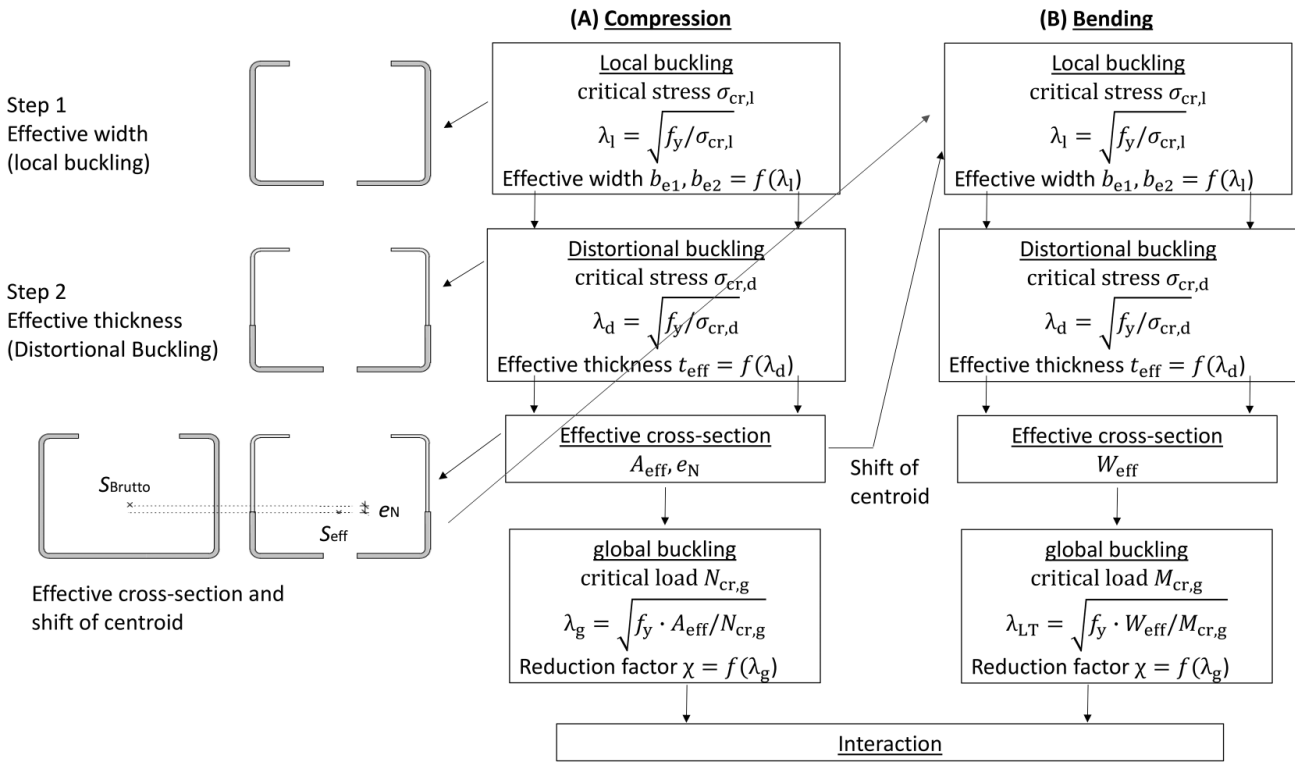 (A) Compression
(B) Bending
Step 1
Effective width
(local buckling)
Local buckling
critical stress σcr,l
λl = √fy/σcr,l
Effective width be1, be2 = f(λl)
Local buckling
critical stress σcr,l
λl = √fy/σcr,l
Effective width be1, be2 = f(λl)
Step 2
Effective thickness
(Distortional Buckling)
Distortional buckling
critical stress σcr,d
λd = √fy/σcr,d
Effective thickness teff = f(λd)
Distortional buckling
critical stress σcr,d
λd = √fy/σcr,d
Effective thickness teff = f(λd)
SBrutto
Seff
eN
Effective cross-section and
shift of centroid
Effective cross-section
Aeff, eN
Shift of
centroid
Effective cross-section
Weff
global buckling
critical load Ncr,g
λg = √fy · Aeff/Ncr,g
Reduction factor χ = f(λg)
global buckling
critical load Mcr,g
λLT = √fy · Weff/Mcr,g
Reduction factor χ = f(λg)
Interaction